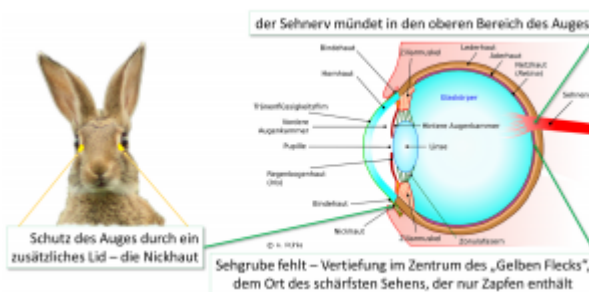 der Sehnerv mündet in den oberen Bereich des Auges
Bindehaut
Ziliarmuskel
Lederhaut
Aderhaut
Netzhaut
(Retina)
Hornhaut
Glaskörper
Sehnerv
Tränenflüssigkeitsfilm
Vordere
Augenkammer
Hintere Augenkammer
Pupille
Linse
Regenbogenhaut
(Iris)
Bindehaut
Nickhaut
Ziliarmuskel
Zonulafasern
Schutz des Auges durch ein
zusätzliches Lid – die Nickhaut
Sehgrube fehlt – Vertiefung im Zentrum des „Gelben Flecks“,
dem Ort des schärfsten Sehens, der nur Zapfen enthält